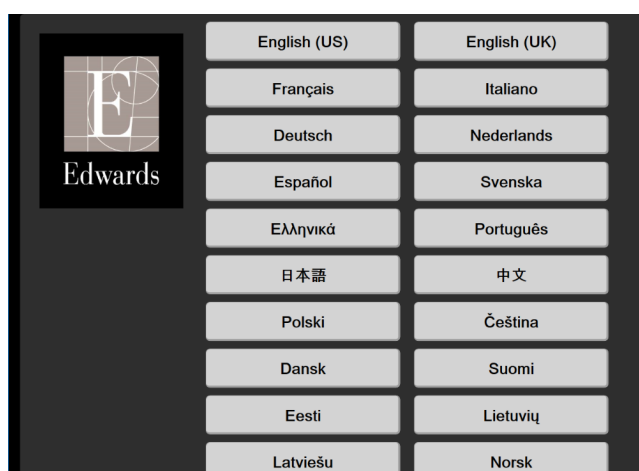 E
Edwards
English (US)
English (UK)
Français
Italiano
Deutsch
Nederlands
Español
Svenska
Ελληνικά
Português
日本語
中文
Polski
Čeština
Dansk
Suomi
Eesti
Lietuvių
Latviešu
Norsk